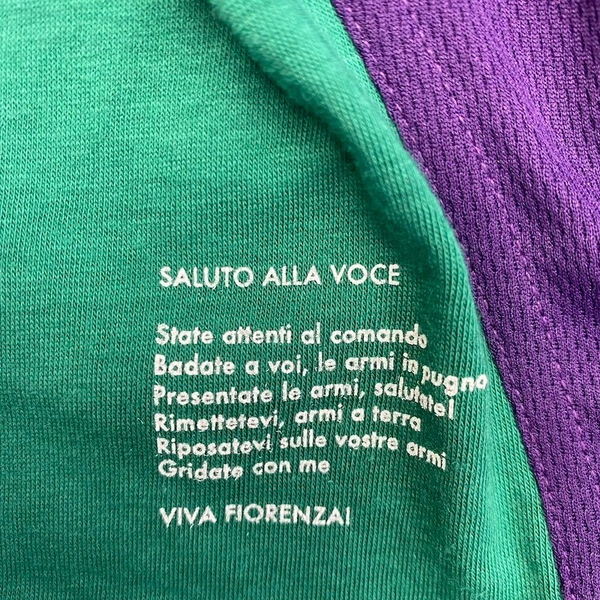 SALUTO ALLA VOCE
State attenti al comando
Badate a voi, le armi in pugno
Presentate le armi, salutate!
Rimettetevi, armi a terra
Riposatevi sulle vostre armi
Gridate con me
VIVA FIORENZA!